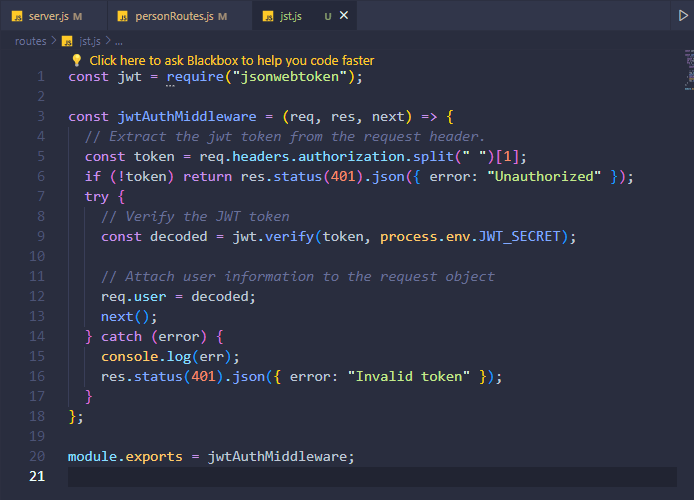 server.js M personRoutes.js M jst.js U
routes > jst.js > ...
Click here to ask Blackbox to help you code faster
1 const jwt = require("jsonwebtoken");
2
3 const jwtAuthMiddleware = (req, res, next) => {
4 // Extract the jwt token from the request header.
5 const token = req.headers.authorization.split(" ")[1];
6 if (!token) return res.status(401).json({ error: "Unauthorized" });
7 try {
8 // Verify the JWT token
9 const decoded = jwt.verify(token, process.env.JWT_SECRET);
10
11 // Attach user information to the request object
12 req.user = decoded;
13 next();
14 } catch (error) {
15 console.log(err);
16 res.status(401).json({ error: "Invalid token" });
17 }
18 };
19
20 module.exports = jwtAuthMiddleware;
21